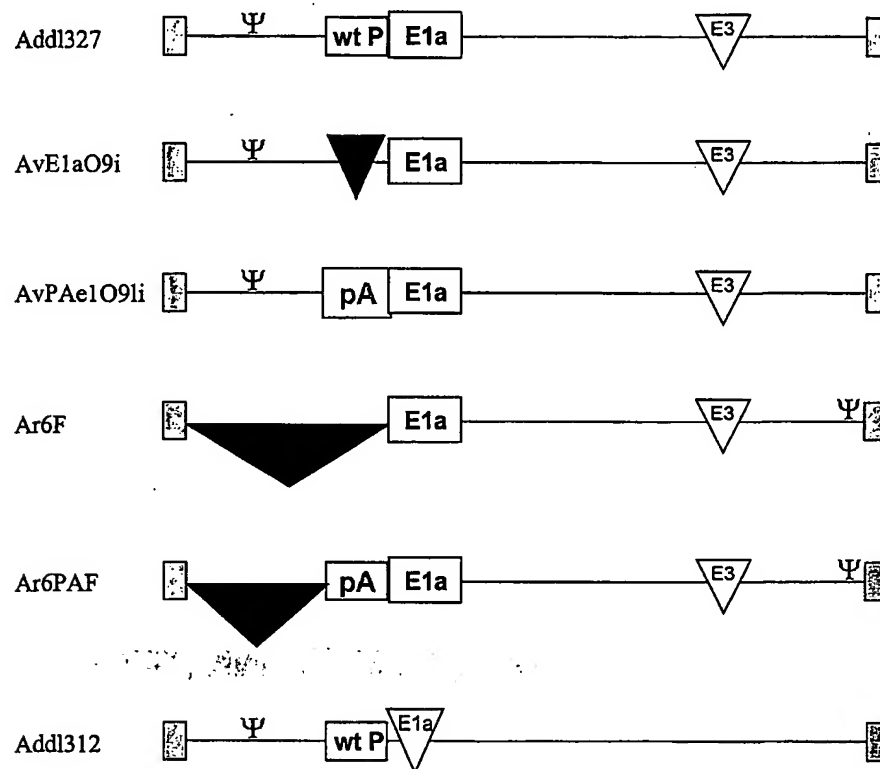 Addl327 Ψ wt P E1a E3
AvE1aO9i Ψ E1a E3
AvPAe1O9li Ψ pA E1a E3
Ar6F E1a E3 Ψ
Ar6PAF pA E1a E3 Ψ
Addl312 Ψ wt P E1a